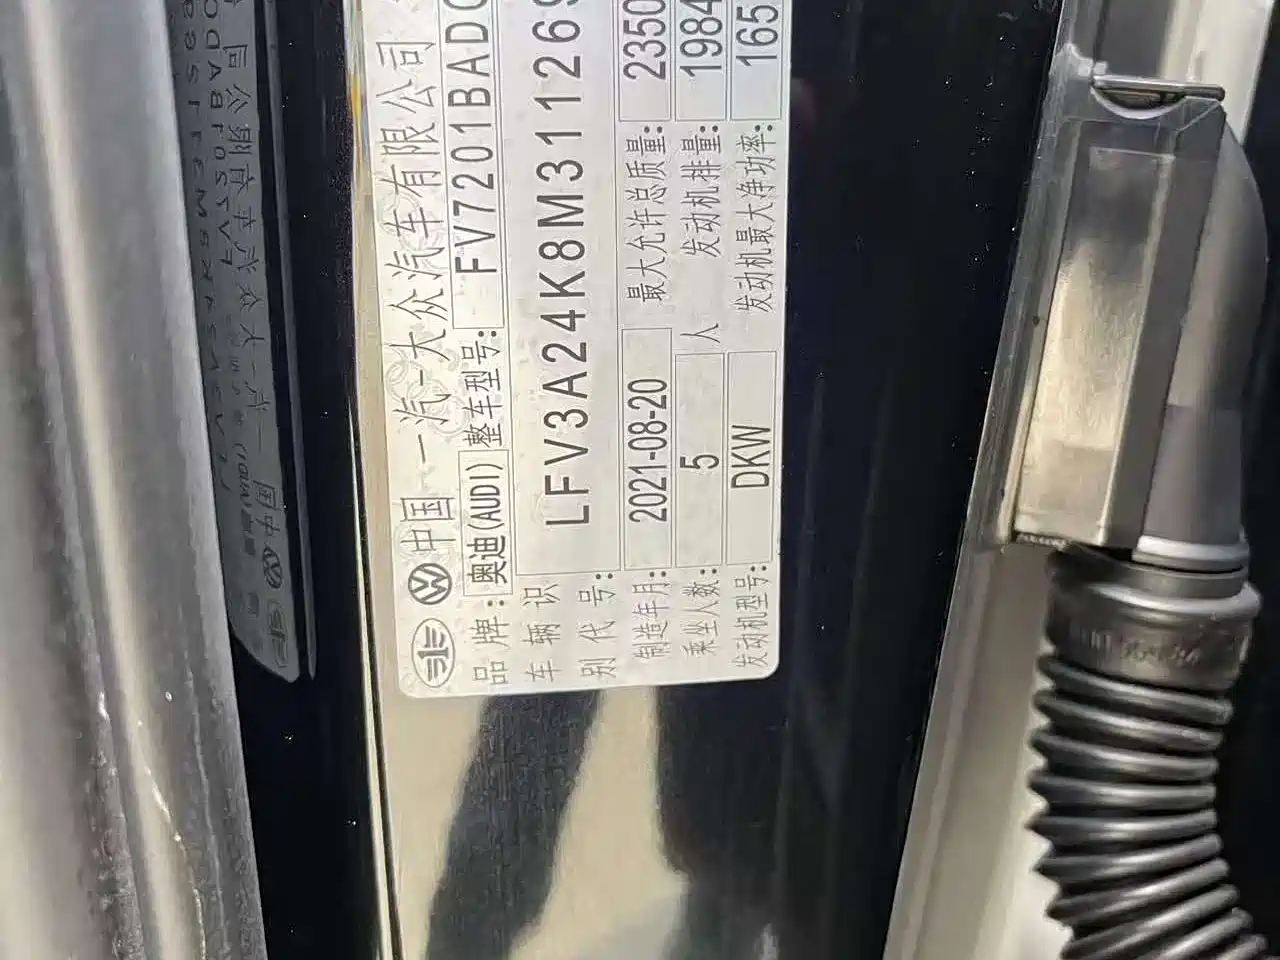 中国 一汽-大众汽车有限公司
品牌: 奥迪(AUDI) 整车型号: FV7201BADC
车辆识别代号: LFV3A24K8M311269
制造年月: 2021-08-20 最大允许总质量: 2350
乘坐人数: 5 人 发动机排量: 1984
发动机型号: DKW 发动机最大净功率: 165